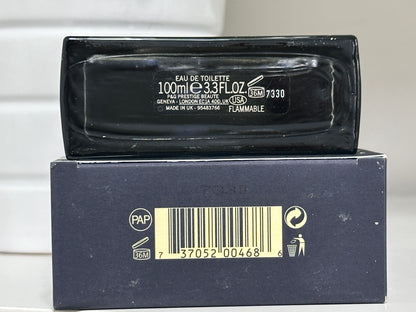 EAU DE TOILETTE
100ml℮3.3FL.OZ. 36M 7330
P&G PRESTIGE BEAUTE
GENEVA - LONDON EC1A 4DD, UK USA
MADE IN UK - 95483766 FLAMMABLE
PAP
36M
7 37052 00468 6